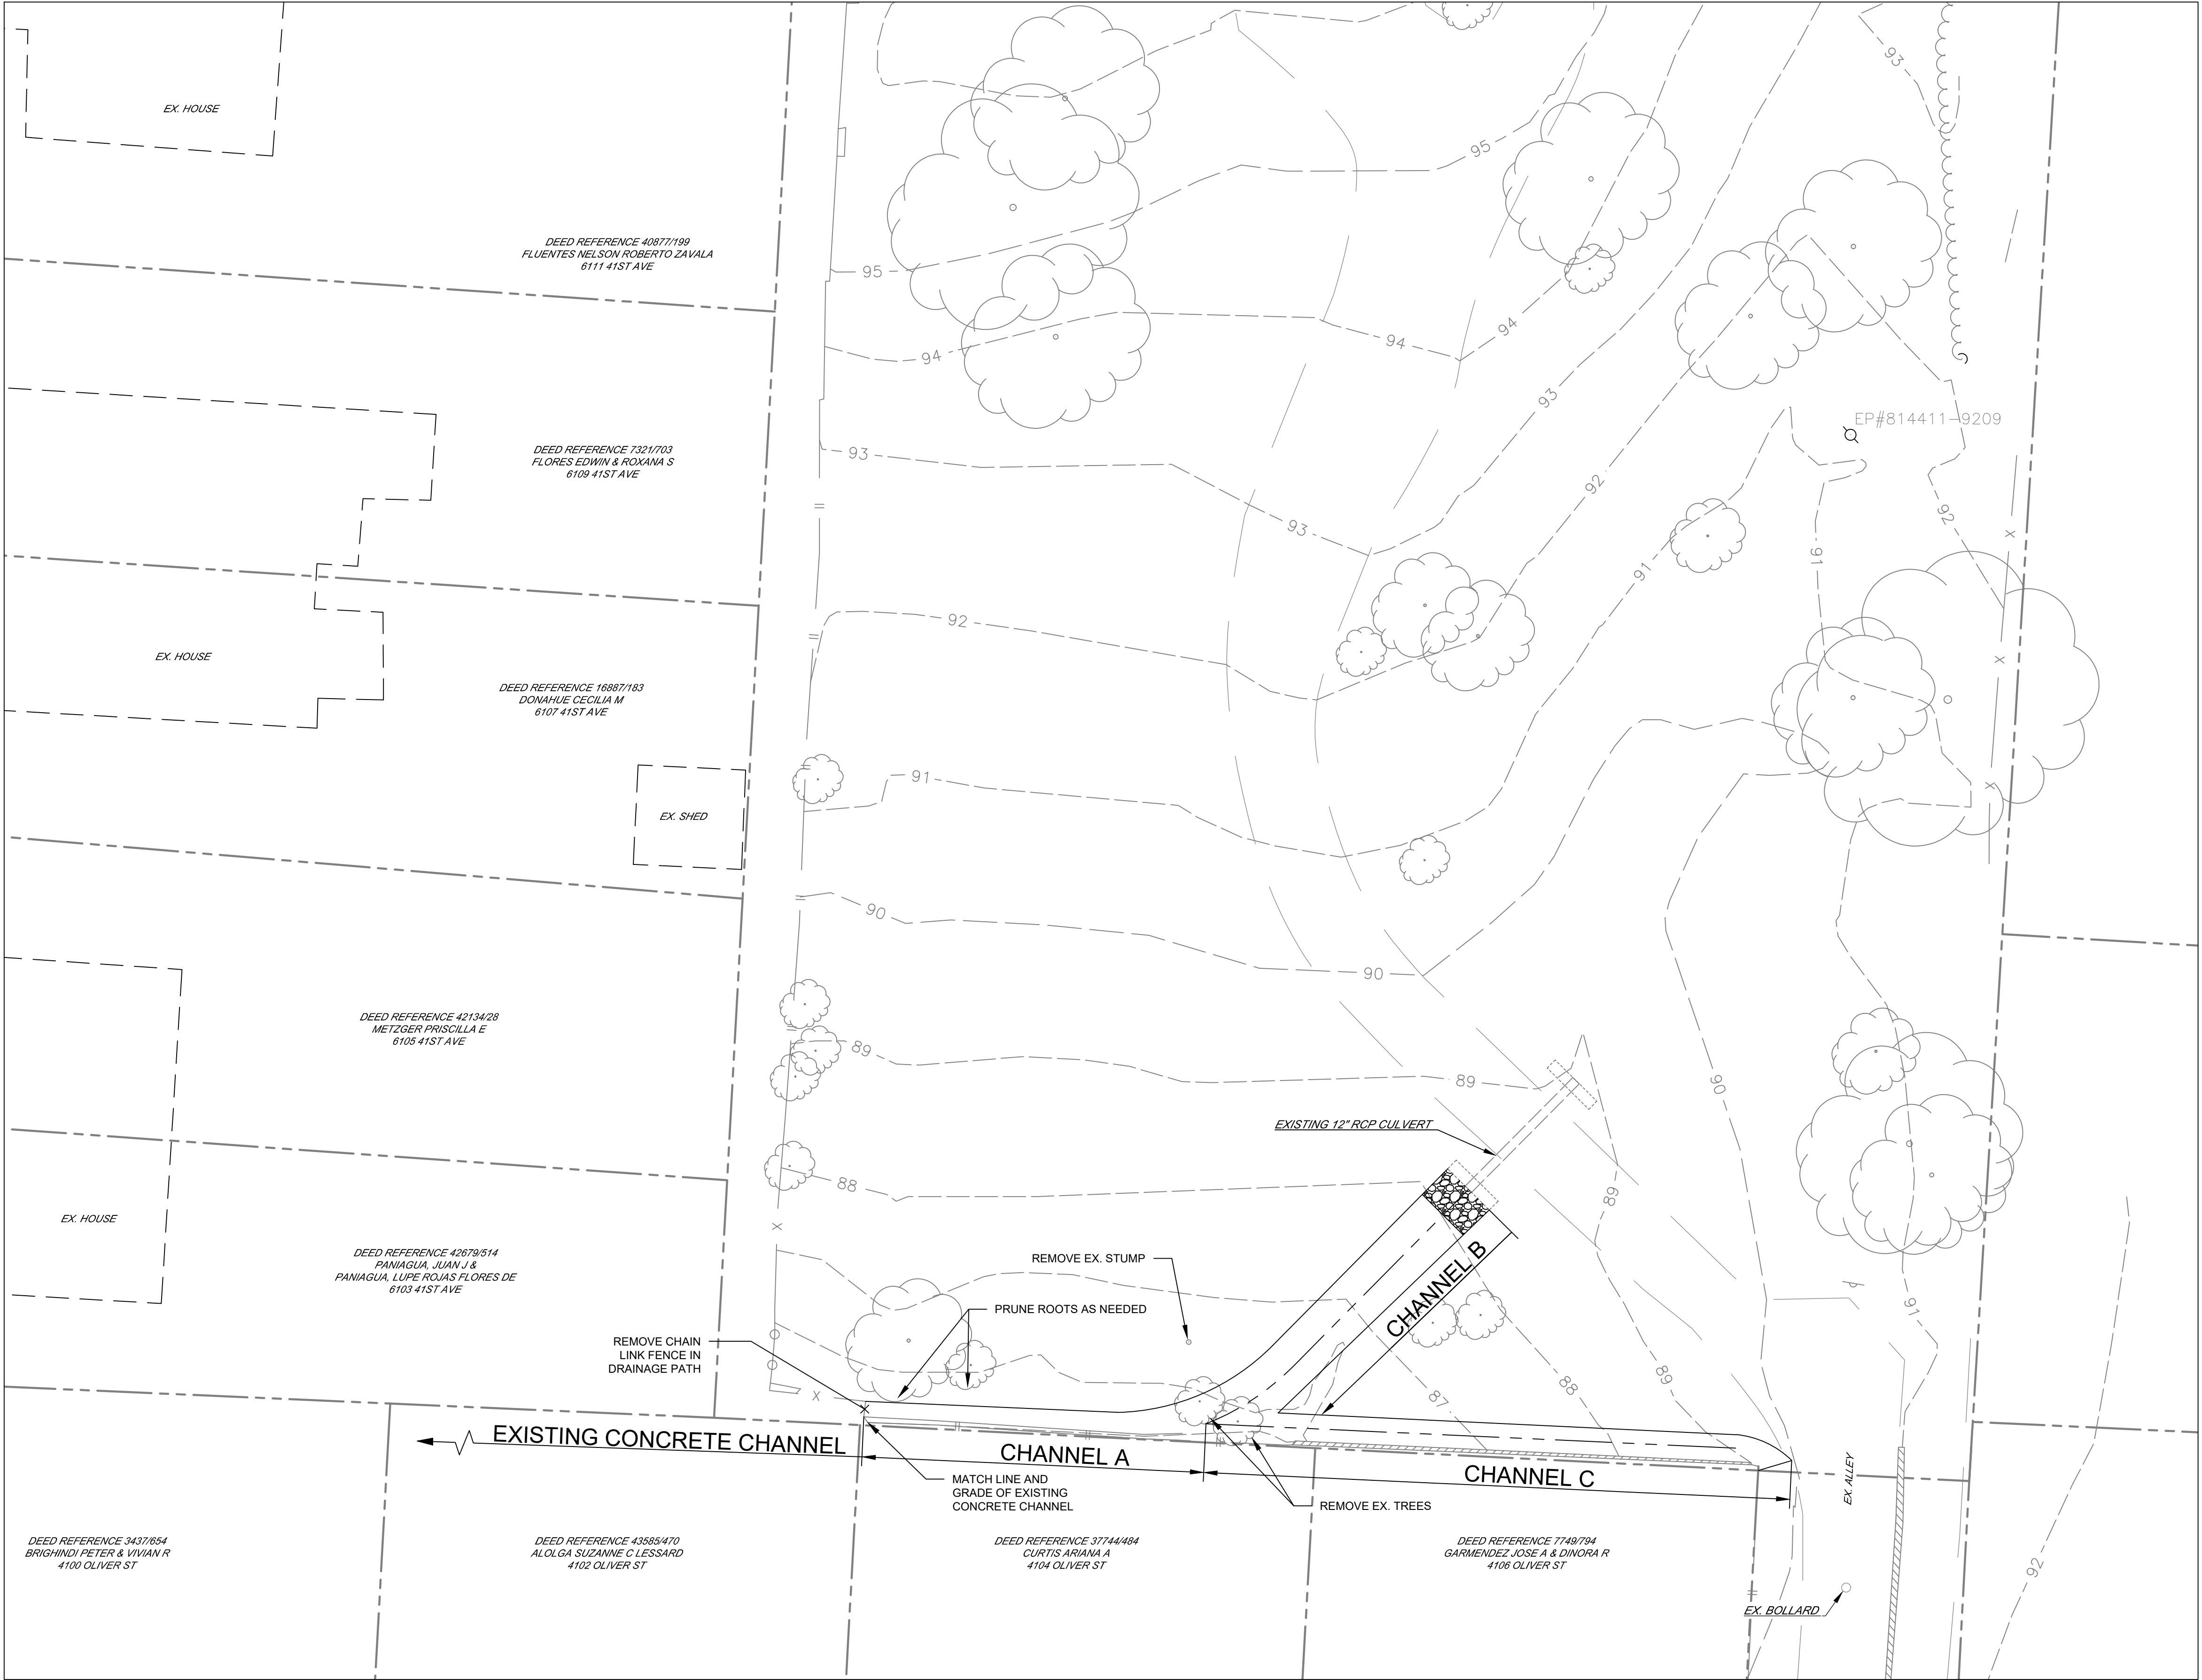 93
EX. HOUSE
95
DEED REFERENCE 40877/199
FLUENTES NELSON ROBERTO ZAVALA
6111 41ST AVE
95
94
94
94
93
EP#814411-9209
DEED REFERENCE 7321/703
FLORES EDWIN & ROXANA S
6109 41ST AVE
93
92
92
93
91
91
92
EX. HOUSE
DEED REFERENCE 16887/183
DONAHUE CECILIA M
6107 41ST AVE
91
EX. SHED
90
90
DEED REFERENCE 42134/28
METZGER PRISCILLA E
6105 41ST AVE
89
89
90
EXISTING 12" RCP CULVERT
88
89
EX. HOUSE
DEED REFERENCE 42679/514
PANIAGUA, JUAN J &
PANIAGUA, LUPE ROJAS FLORES DE
6103 41ST AVE
REMOVE EX. STUMP
CHANNEL B
PRUNE ROOTS AS NEEDED
91
REMOVE CHAIN
LINK FENCE IN
DRAINAGE PATH
87
88
89
EXISTING CONCRETE CHANNEL
CHANNEL A
CHANNEL C
MATCH LINE AND
GRADE OF EXISTING
CONCRETE CHANNEL
REMOVE EX. TREES
EX. ALLEY
DEED REFERENCE 3437/654
BRIGHINDI PETER & VIVIAN R
4100 OLIVER ST
DEED REFERENCE 43585/470
ALOLGA SUZANNE C LESSARD
4102 OLIVER ST
DEED REFERENCE 37744/484
CURTIS ARIANA A
4104 OLIVER ST
DEED REFERENCE 7749/794
GARMENDEZ JOSE A & DINORA R
4106 OLIVER ST
92
EX. BOLLARD